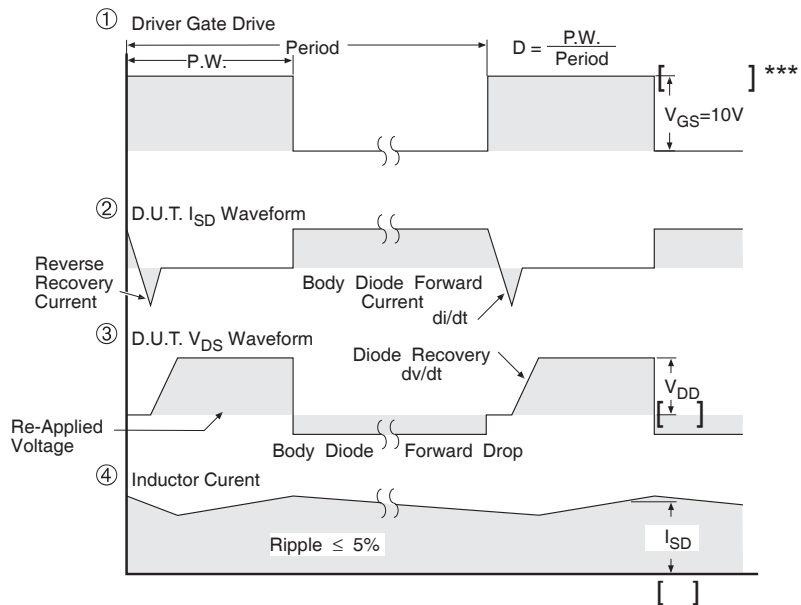 ① Driver Gate Drive
P.W.
Period
D = P.W. / Period
[ ] ***
V_GS=10V
② D.U.T. I_SD Waveform
Reverse
Recovery
Current
Body Diode Forward
Current
di/dt
③ D.U.T. V_DS Waveform
Diode Recovery
dv/dt
V_DD
[ ]
Re-Applied
Voltage
Body Diode Forward Drop
④ Inductor Curent
Ripple ≤ 5%
I_SD
[ ]